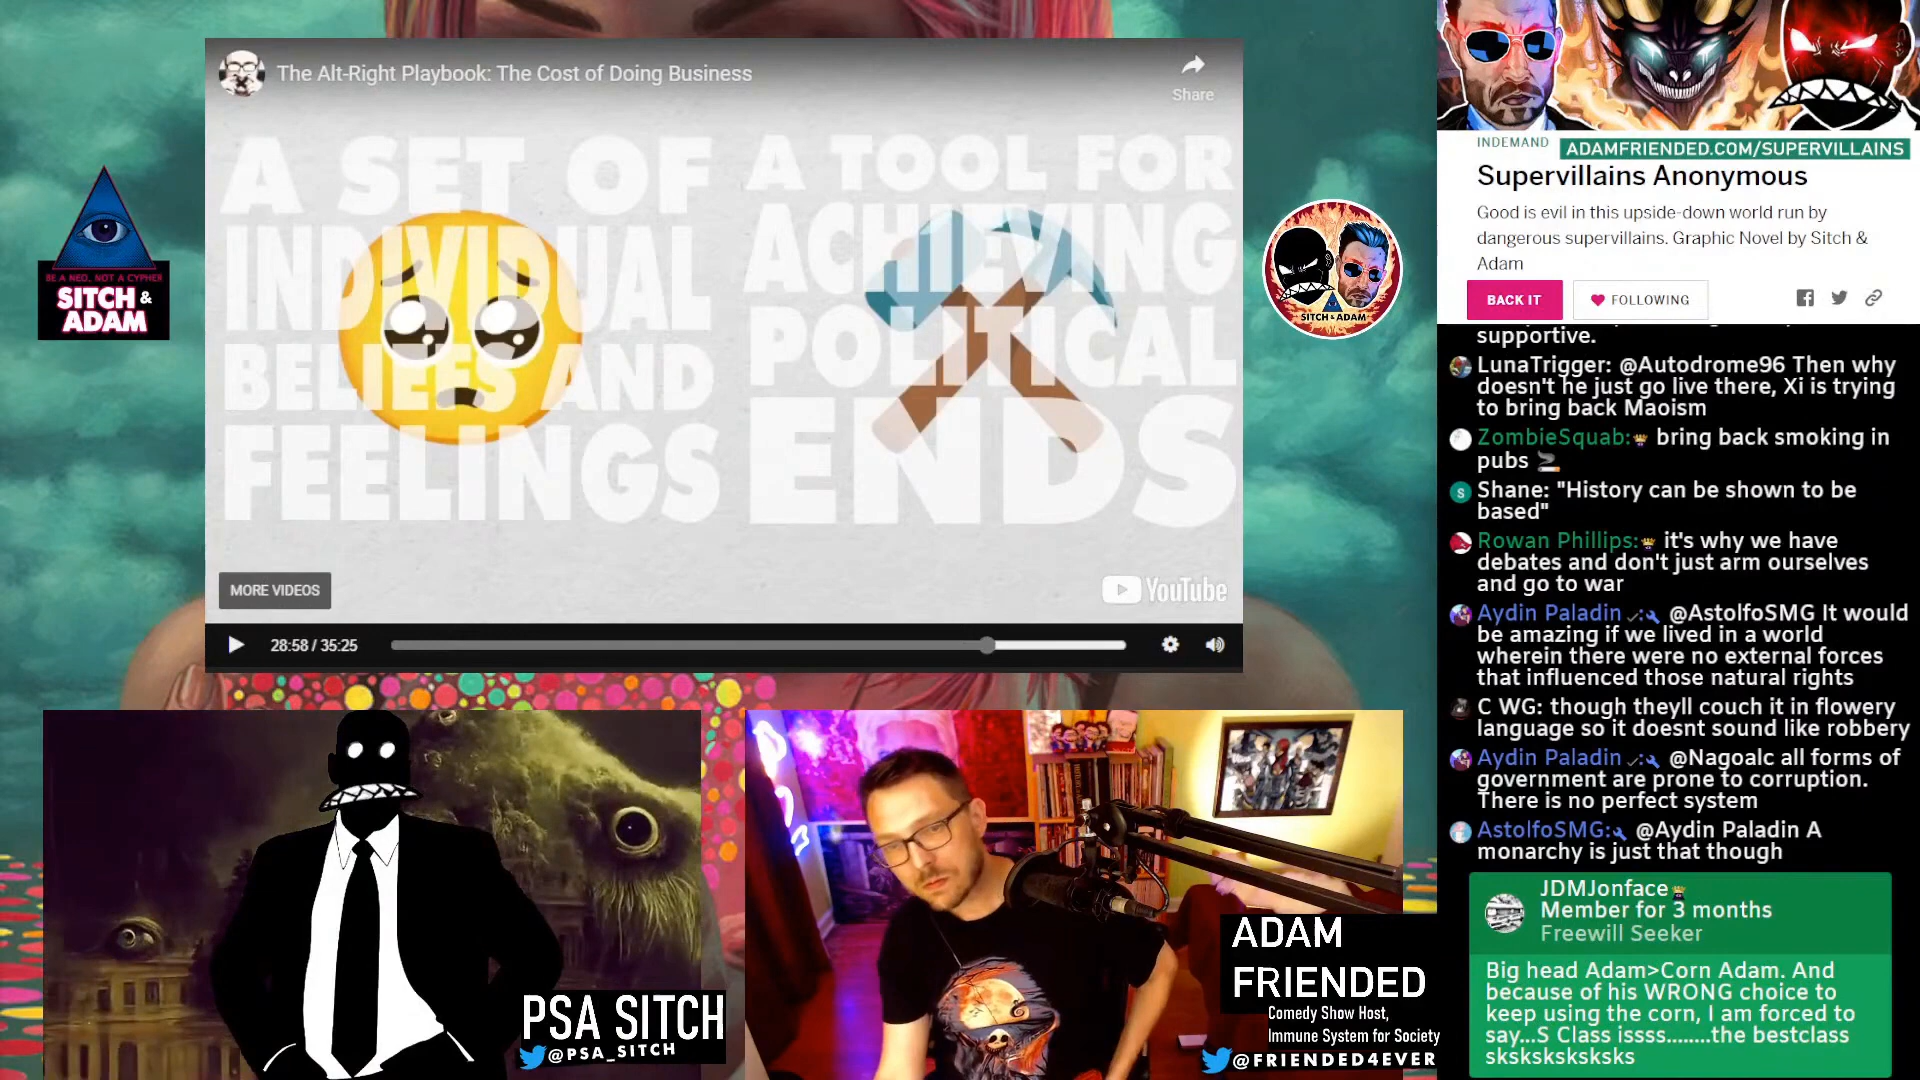 The Alt-Right Playbook: The Cost of Doing Business
Share
A SET OF
INDIVIDUAL
BELIEFS AND
FEELINGS
A TOOL FOR
ACHIEVING
POLITICAL
ENDS
MORE VIDEOS
YouTube
28:58 / 35:25
BE A NEO, NOT A CYPHER
SITCH &
ADAM
SITCH & ADAM
INDEMAND
ADAMFRIENDED.COM/SUPERVILLAINS
Supervillains Anonymous
Good is evil in this upside-down world run by
dangerous supervillains. Graphic Novel by Sitch &
Adam
BACK IT
FOLLOWING
supportive.
LunaTrigger: @Autodrome96 Then why
doesn't he just go live there, Xi is trying
to bring back Maoism
ZombieSquab: bring back smoking in
pubs
S
Shane: "History can be shown to be
based"
Rowan Phillips: it's why we have
debates and don't just arm ourselves
and go to war
Aydin Paladin : @AstolfoSMG It would
be amazing if we lived in a world
wherein there were no external forces
that influenced those natural rights
C WG: though theyll couch it in flowery
language so it doesnt sound like robbery
Aydin Paladin : @Nagoalc all forms of
government are prone to corruption.
There is no perfect system
AstolfoSMG: @Aydin Paladin A
monarchy is just that though
JDMJonface
Member for 3 months
Freewill Seeker
Big head Adam>Corn Adam. And
because of his WRONG choice to
keep using the corn, I am forced to
say...S Class issss........the bestclass
sksksksksksks
PSA SITCH
@PSA_SITCH
ADAM
FRIENDED
Comedy Show Host,
Immune System for Society
@FRIENDED4EVER